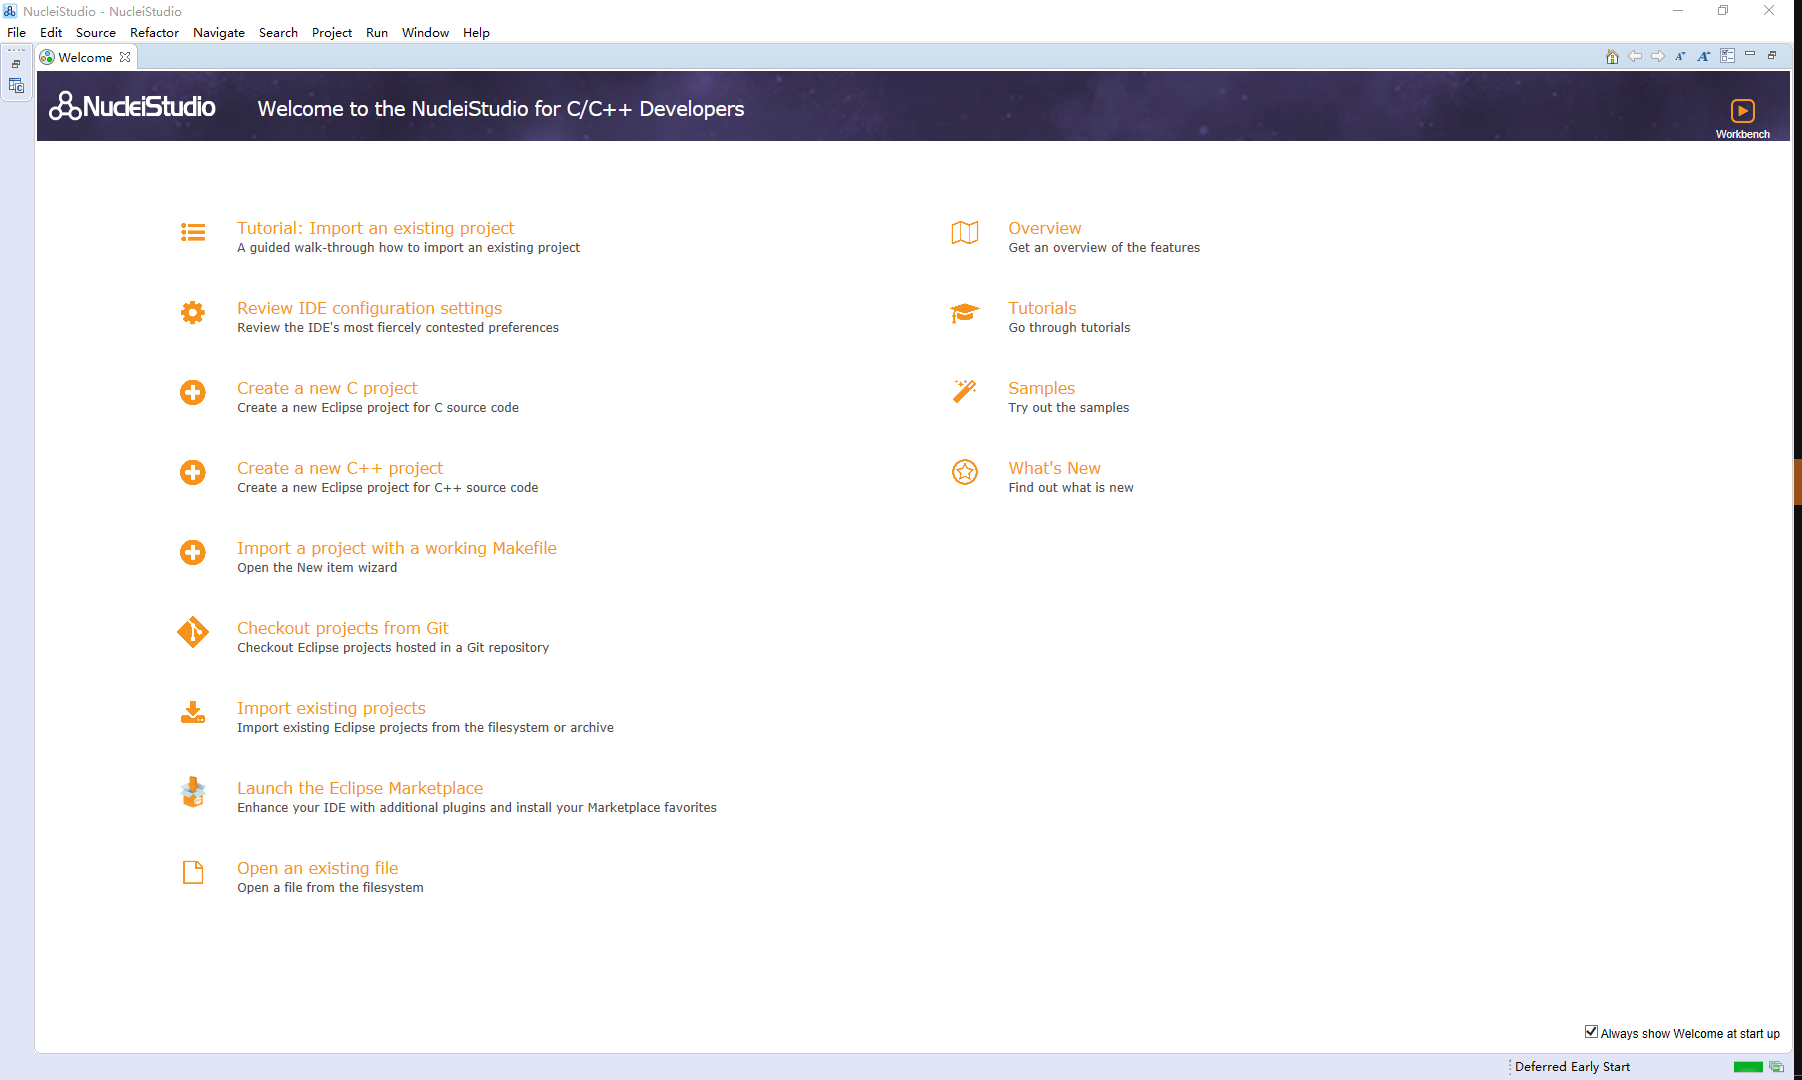 NucleiStudio - NucleiStudio
File Edit Source Refactor Navigate Search Project Run Window Help
Welcome
NucleiStudio Welcome to the NucleiStudio for C/C++ Developers
Workbench
Tutorial: Import an existing project
A guided walk-through how to import an existing project
Review IDE configuration settings
Review the IDE's most fiercely contested preferences
Create a new C project
Create a new Eclipse project for C source code
Create a new C++ project
Create a new Eclipse project for C++ source code
Import a project with a working Makefile
Open the New item wizard
Checkout projects from Git
Checkout Eclipse projects hosted in a Git repository
Import existing projects
Import existing Eclipse projects from the filesystem or archive
Launch the Eclipse Marketplace
Enhance your IDE with additional plugins and install your Marketplace favorites
Open an existing file
Open a file from the filesystem
Overview
Get an overview of the features
Tutorials
Go through tutorials
Samples
Try out the samples
What's New
Find out what is new
Always show Welcome at start up
Deferred Early Start